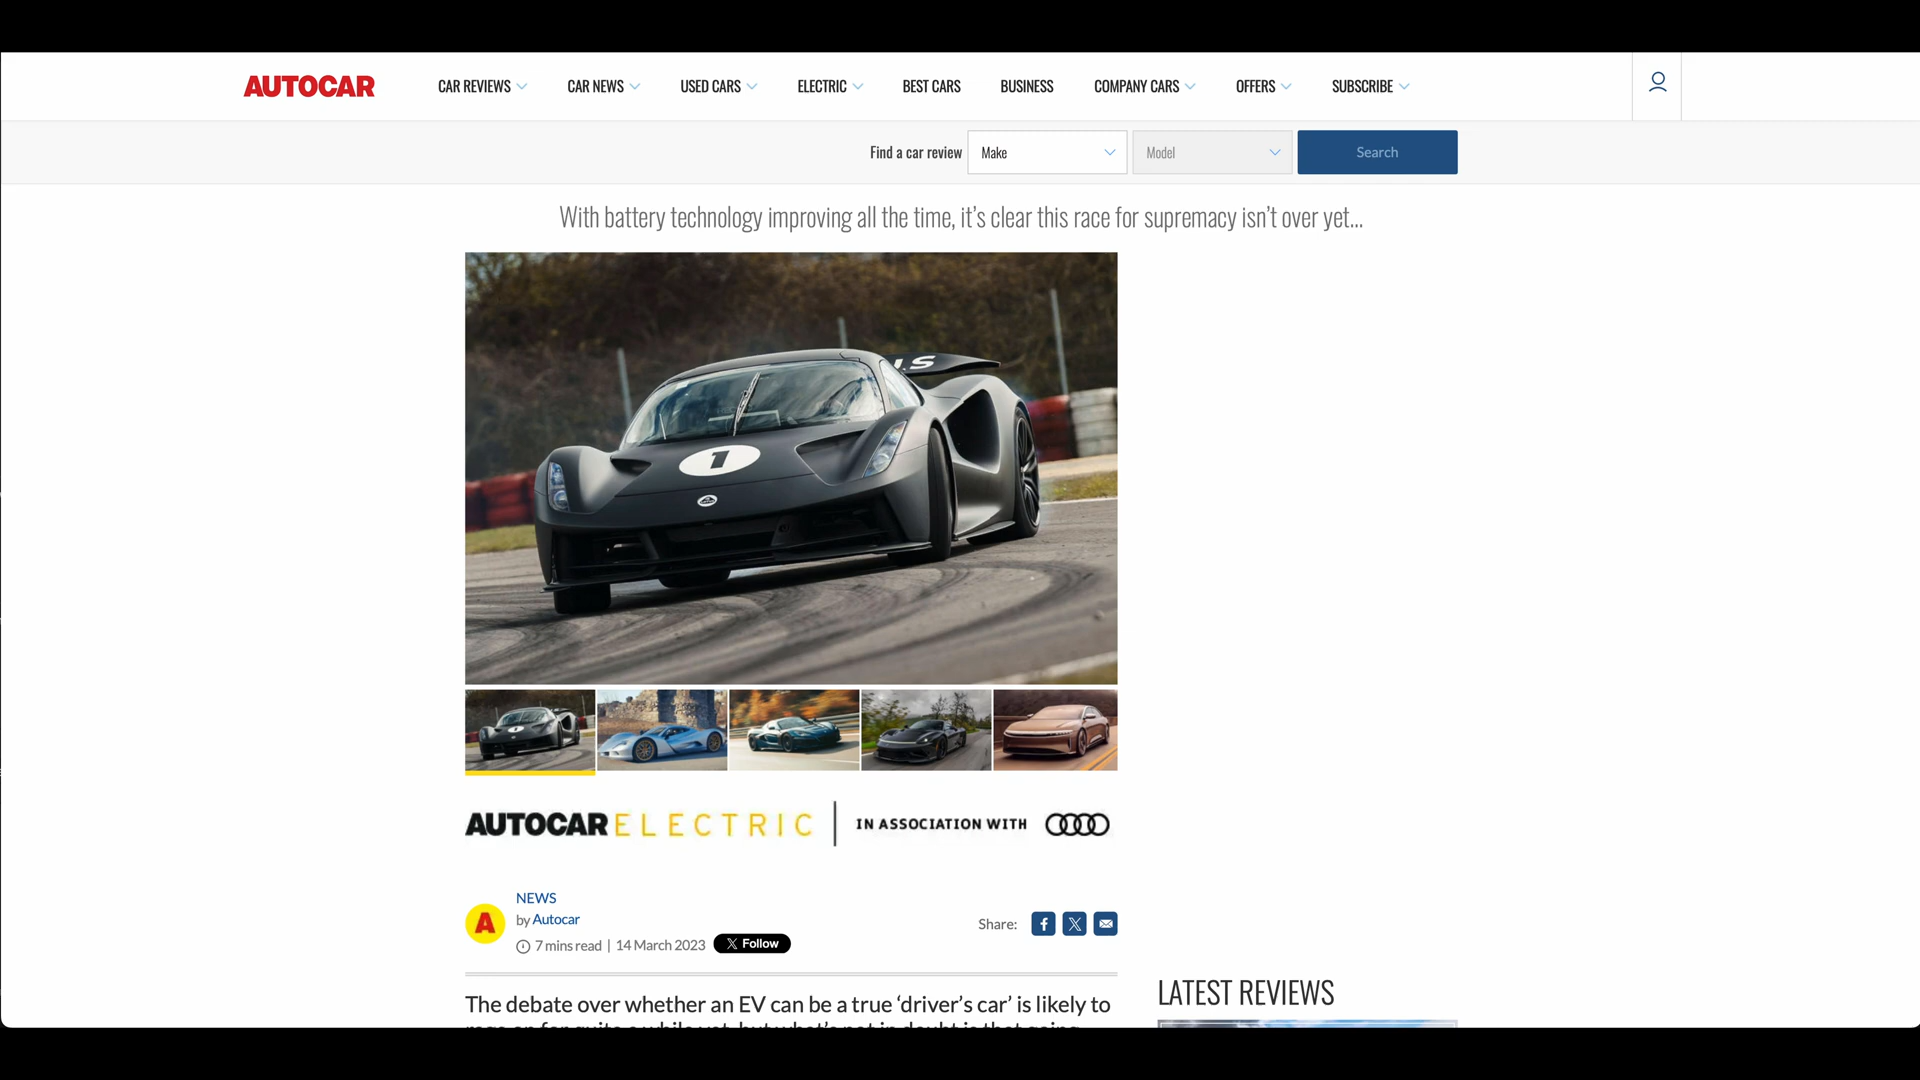 AUTOCAR
CAR REVIEWS
CAR NEWS
USED CARS
ELECTRIC
BEST CARS
BUSINESS
COMPANY CARS
OFFERS
SUBSCRIBE
Find a car review
Make
Model
Search
With battery technology improving all the time, it's clear this race for supremacy isn't over yet...
1
AUTOCAR ELECTRIC
IN ASSOCIATION WITH
A
NEWS
by Autocar
7 mins read | 14 March 2023
X Follow
Share:
The debate over whether an EV can be a true ‘driver’s car’ is likely to
LATEST REVIEWS